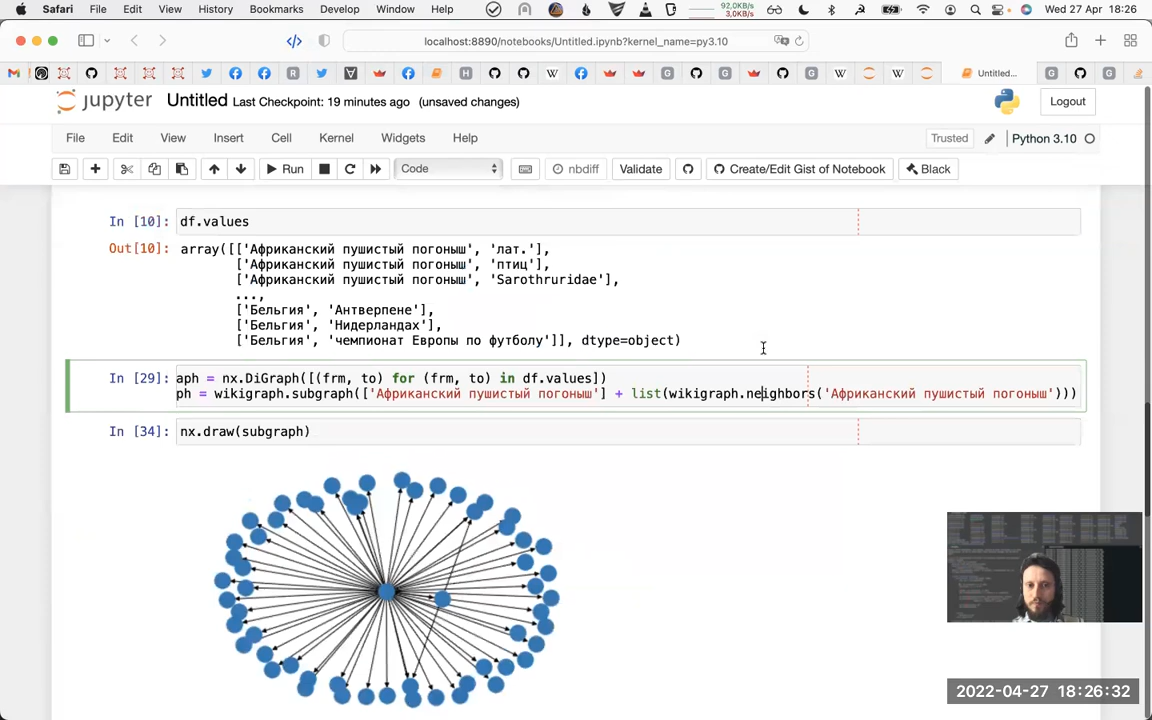 Safari File Edit View History Bookmarks Develop Window Help 92,0KB/s 3,0KB/s Wed 27 Apr 18:26
localhost:8890/notebooks/Untitled.ipynb?kernel_name=py3.10
Untitled...
jupyter Untitled Last Checkpoint: 19 minutes ago (unsaved changes) Logout
File Edit View Insert Cell Kernel Widgets Help Trusted Python 3.10
Run Code nbdiff Validate Create/Edit Gist of Notebook Black
In [10]: df.values
Out[10]: array([['Африканский пушистый погоныш', 'лат.'],
['Африканский пушистый погоныш', 'птиц'],
['Африканский пушистый погоныш', 'Sarothruridae'],
...,
['Бельгия', 'Антверпене'],
['Бельгия', 'Нидерландах'],
['Бельгия', 'чемпионат Европы по футболу']], dtype=object)
In [29]: aph = nx.DiGraph([(frm, to) for (frm, to) in df.values])
ph = wikigraph.subgraph(['Африканский пушистый погоныш'] + list(wikigraph.neighbors('Африканский пушистый погоныш')))
In [34]: nx.draw(subgraph)
2022-04-27 18:26:32